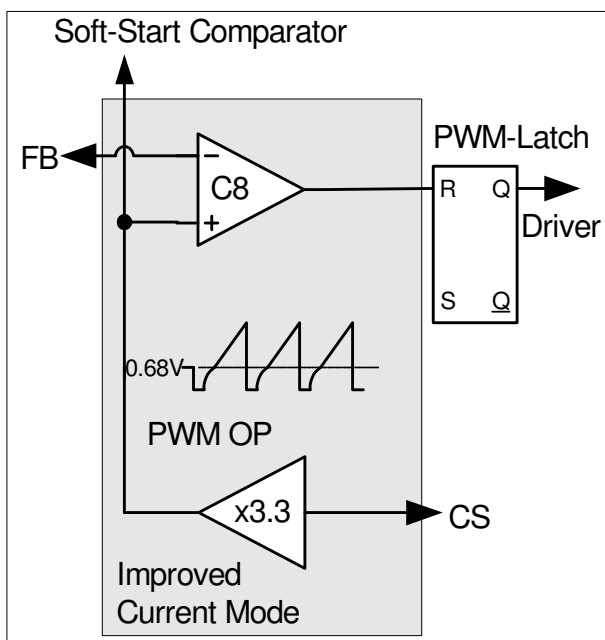 Soft-Start Comparator
FB
−
C8
+
PWM-Latch
R Q
Driver
S Q
0.68V
PWM OP
x3.3
CS
Improved
Current Mode